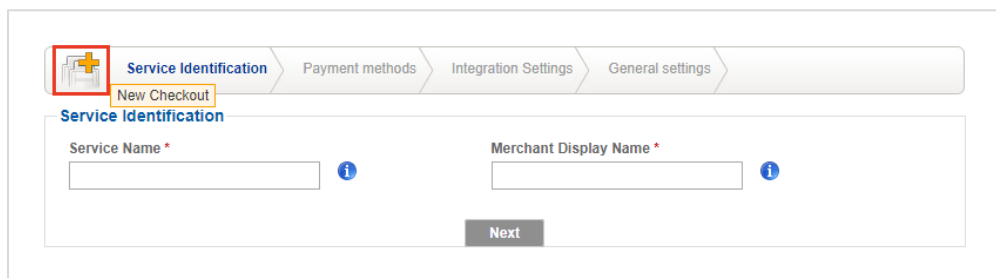 Service Identification Payment methods Integration Settings General settings
New Checkout
Service Identification
Service Name * Merchant Display Name *
Next